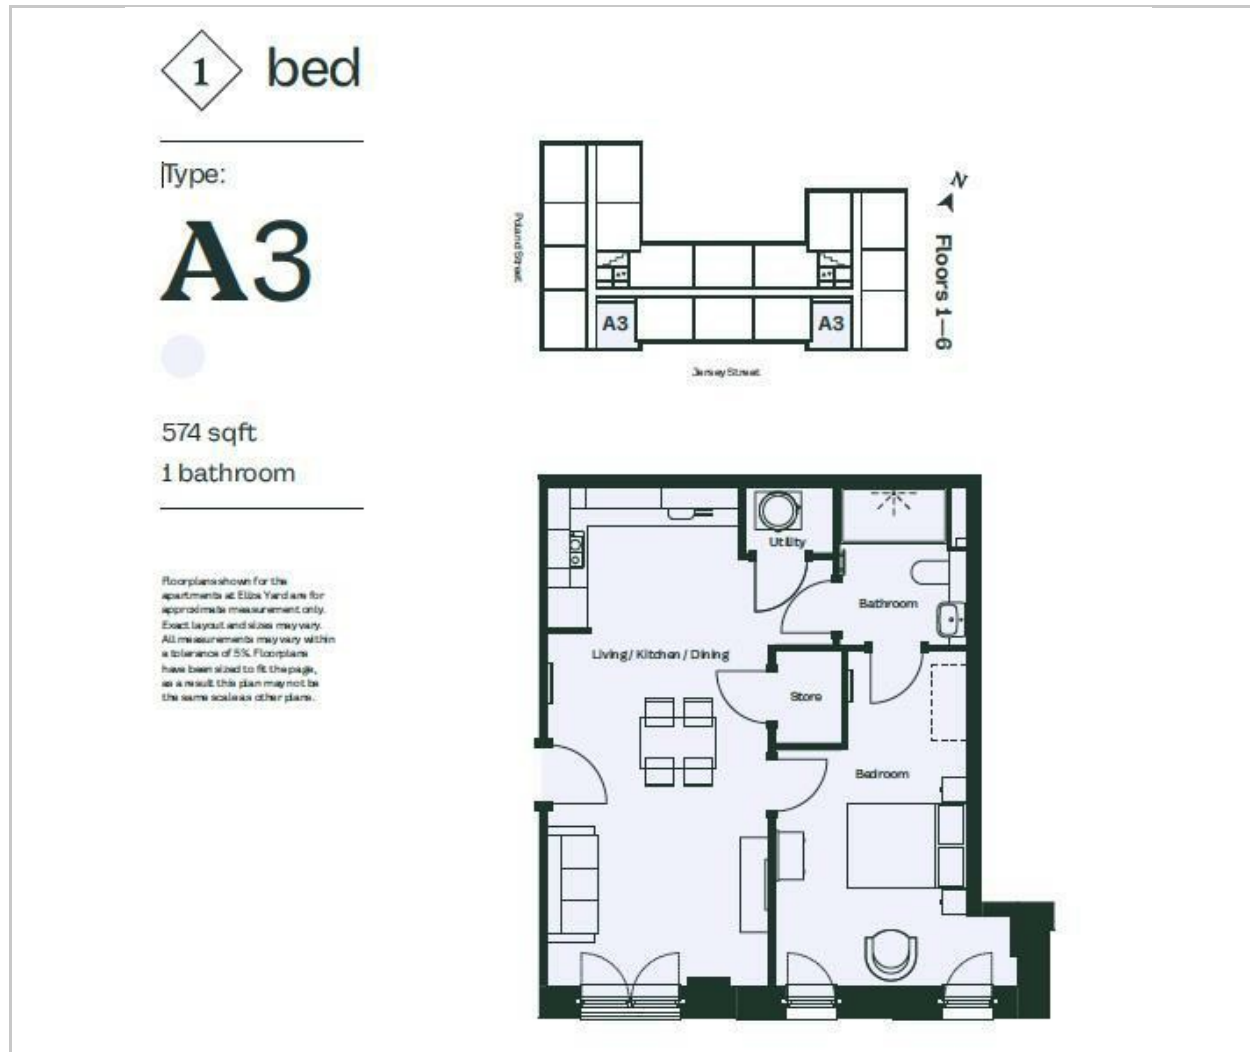 1 bed
Type:
A3
574 sqft
1 bathroom
Floorplans shown for the
apartments at Eliza Yard are for
approximate measurement only.
Exact layout and sizes may vary.
All measurements may vary within
a tolerance of 5%. Floorplans
have been sized to fit the page,
as a result this plan may not be
the same scale as other plans.
Poland Street
N
Floors 1—6
A3
A3
Jersey Street
Utility
Bathroom
Living / Kitchen / Dining
Store
Bedroom